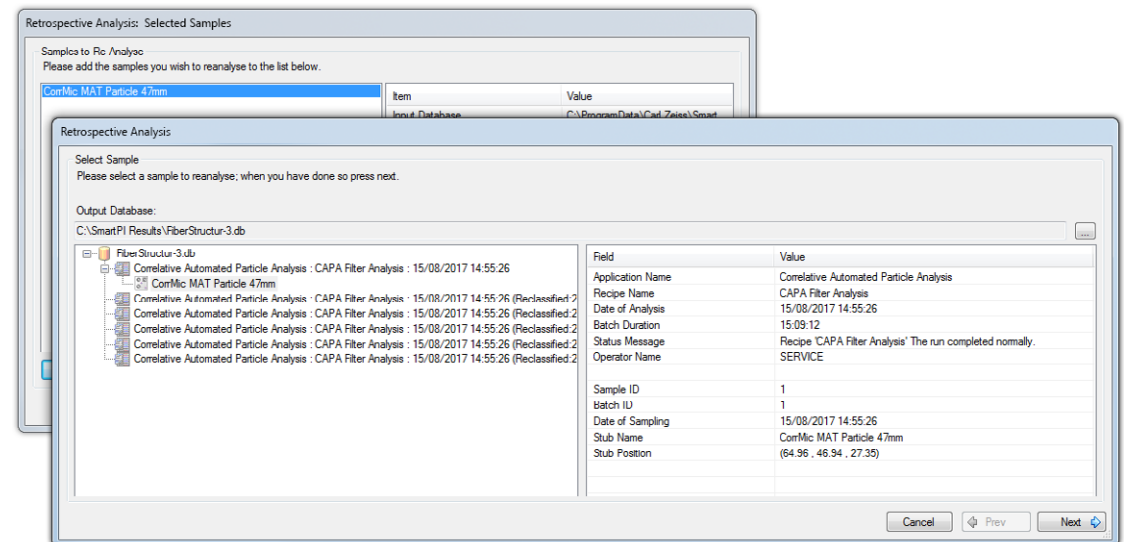 Retrospective Analysis: Selected Samples
Samples to Re Analyse
Please add the samples you wish to reanalyse to the list below.
CorrMic MAT Particle 47mm
Item Value
Input Database C:\ProgramData\Carl Zeiss\Smart
Retrospective Analysis
Select Sample
Please select a sample to reanalyse; when you have done so press next.
Output Database:
C:\SmartPI Results\FiberStructur-3.db
...
FiberStructur-3.db
Correlative Automated Particle Analysis : CAPA Filter Analysis : 15/08/2017 14:55:26
CorrMic MAT Particle 47mm
Correlative Automated Particle Analysis : CAPA Filter Analysis : 15/08/2017 14:55:26 (Reclassified:2
Correlative Automated Particle Analysis : CAPA Filter Analysis : 15/08/2017 14:55:26 (Reclassified:2
Correlative Automated Particle Analysis : CAPA Filter Analysis : 15/08/2017 14:55:26 (Reclassified:2
Correlative Automated Particle Analysis : CAPA Filter Analysis : 15/08/2017 14:55:26 (Reclassified:2
Correlative Automated Particle Analysis : CAPA Filter Analysis : 15/08/2017 14:55:26 (Reclassified:2
Field Value
Application Name Correlative Automated Particle Analysis
Recipe Name CAPA Filter Analysis
Date of Analysis 15/08/2017 14:55:26
Batch Duration 15:09:12
Status Message Recipe 'CAPA Filter Analysis' The run completed normally.
Operator Name SERVICE
Sample ID 1
Batch ID 1
Date of Sampling 15/08/2017 14:55:26
Stub Name CorrMic MAT Particle 47mm
Stub Position (64.96 , 46.94 , 27.35)
Cancel Prev Next